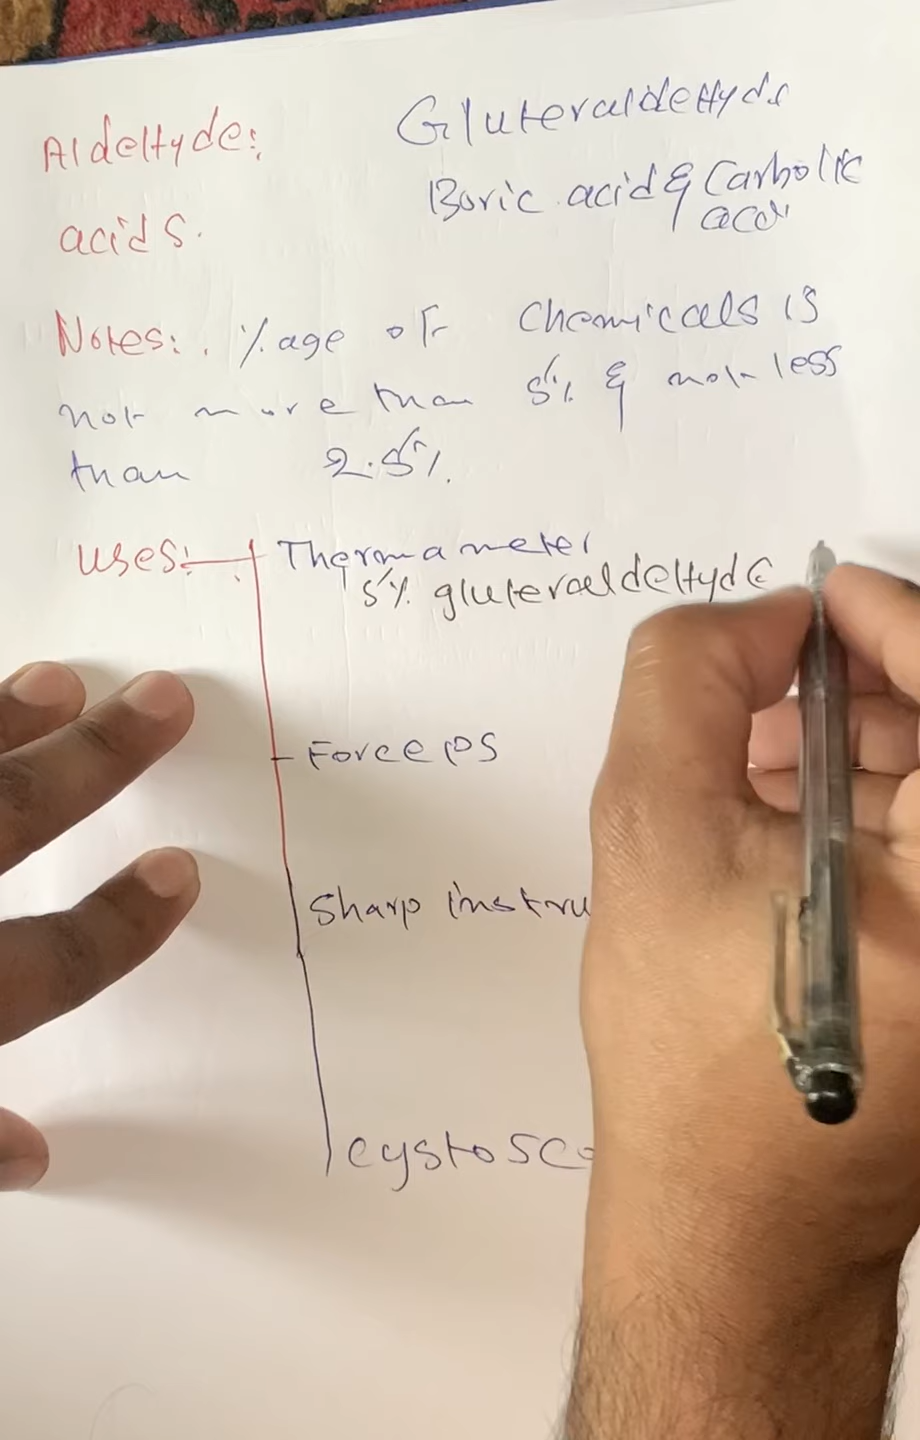 Aldehyde: Gluteraldehyde
acids. Boric acid & Carbolic
acid
Notes: %age of Chemicals is
not more than 5% & not less
than 2.5%.
Uses: Thermameter
5% gluteraldehyde
Forceps
Sharp instru
cystosco